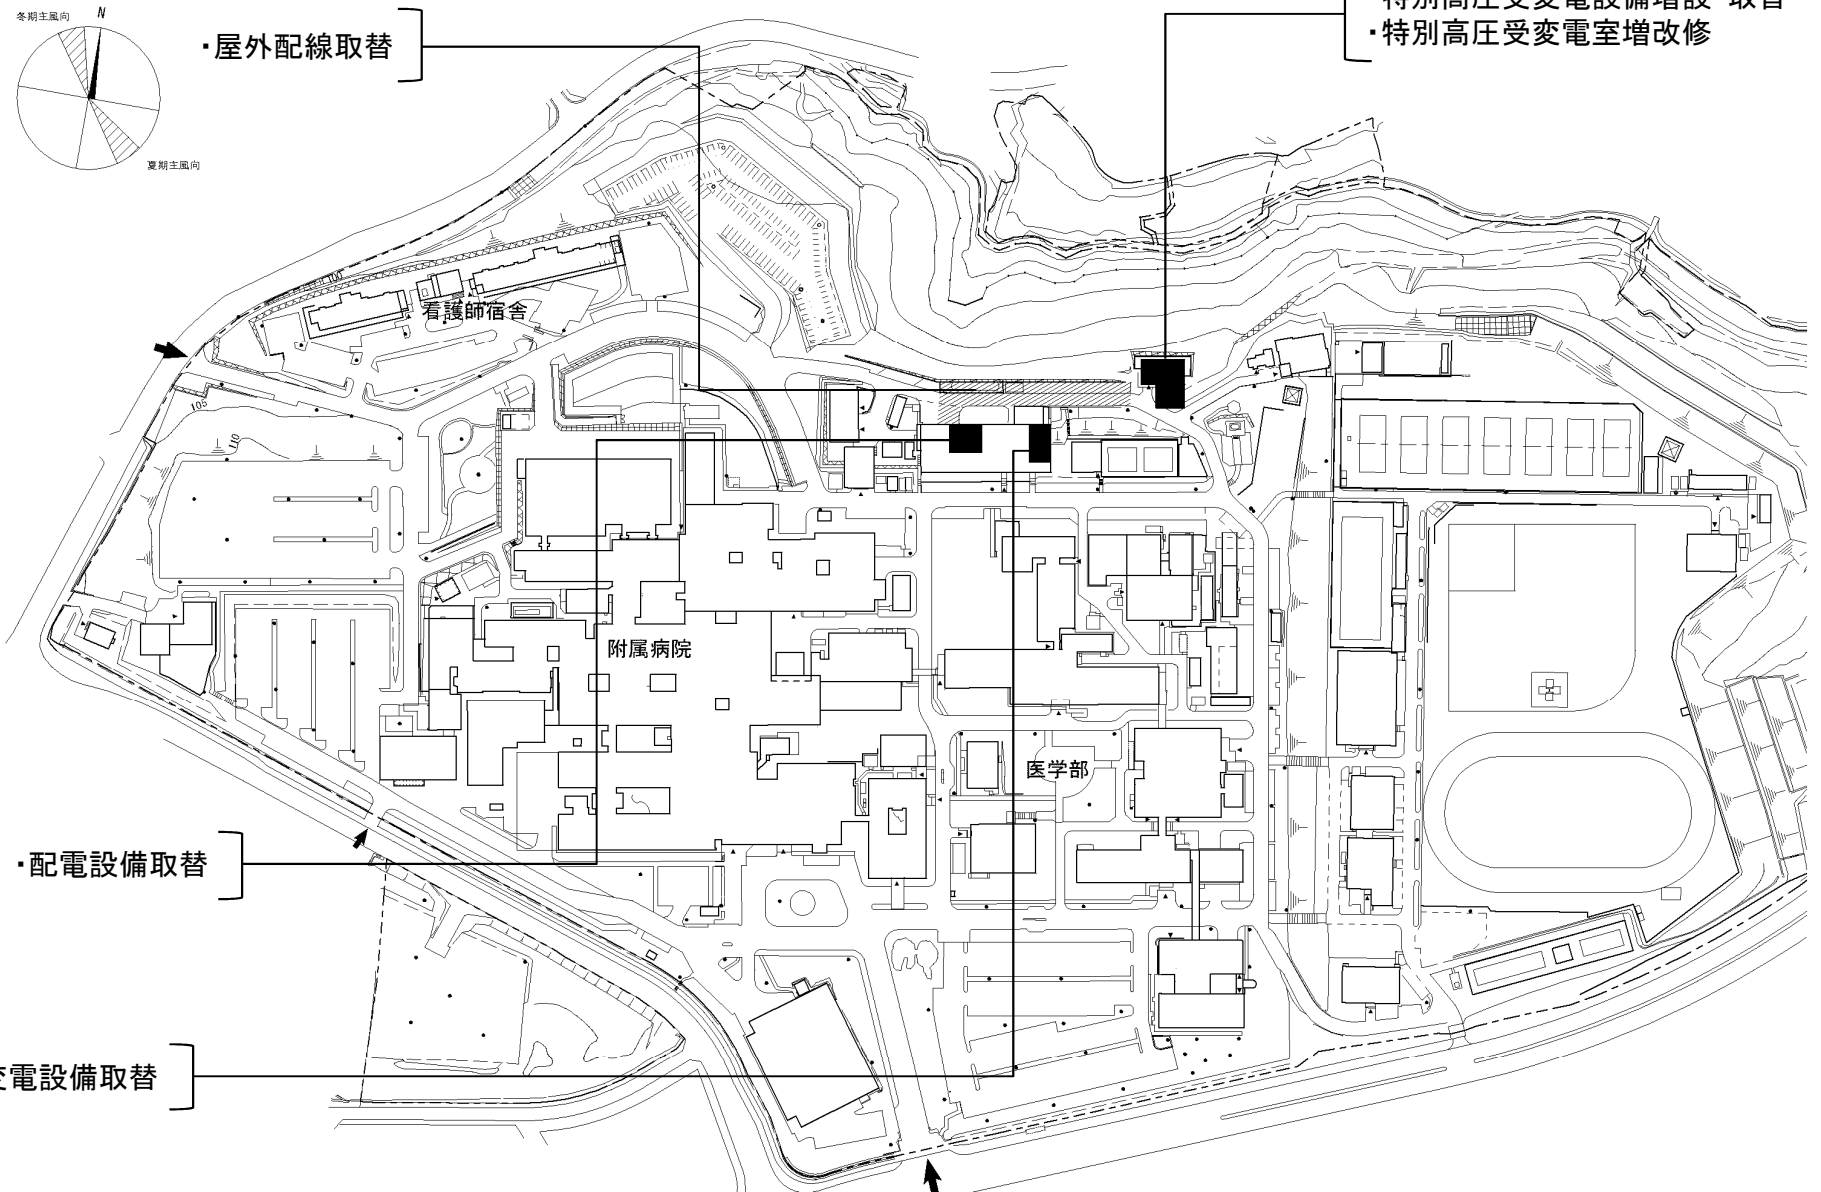 冬期主風向
N
夏期主風向
・屋外配線取替
・特別高圧受変電室増改修
看護師宿舎
105
110
附属病院
医学部
・配電設備取替
電設備取替